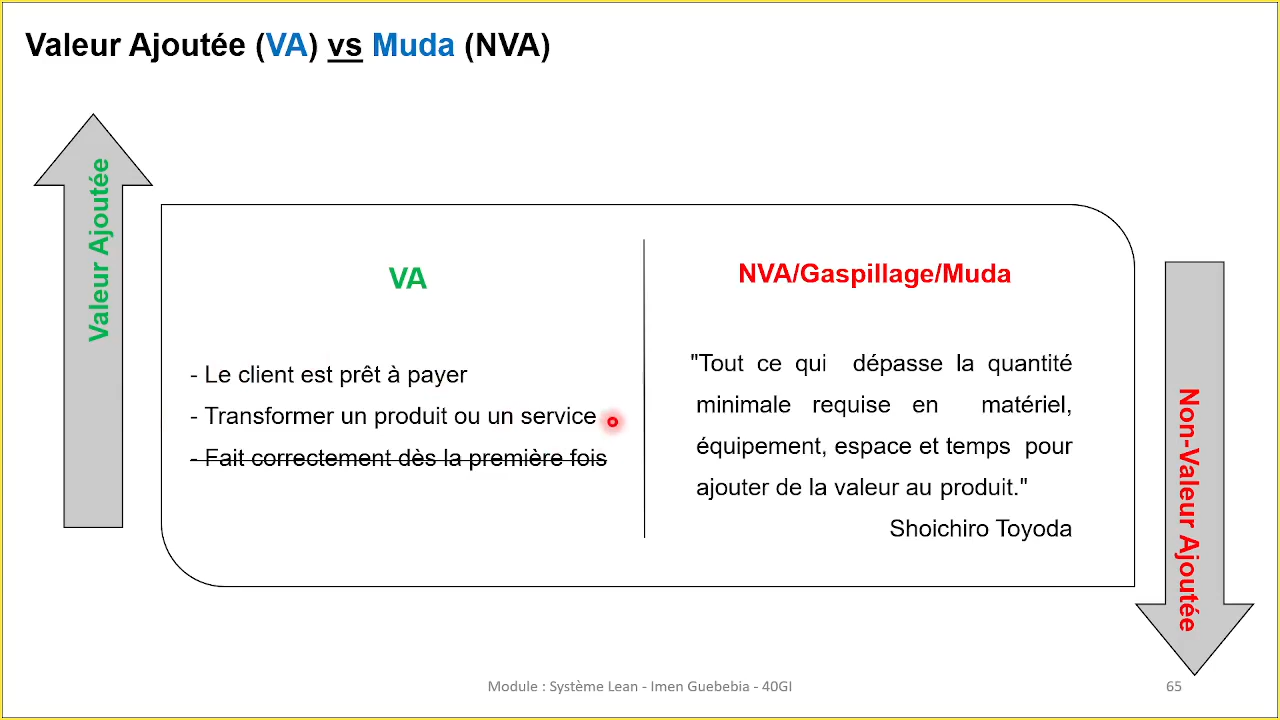 Valeur Ajoutée (VA) vs Muda (NVA)
Valeur Ajoutée
VA
- Le client est prêt à payer
- Transformer un produit ou un service
- Fait correctement dès la première fois
NVA/Gaspillage/Muda
"Tout ce qui dépasse la quantité
minimale requise en matériel,
équipement, espace et temps pour
ajouter de la valeur au produit."
Shoichiro Toyoda
Non-Valeur Ajoutée
Module : Système Lean - Imen Guebebia - 40GI
65